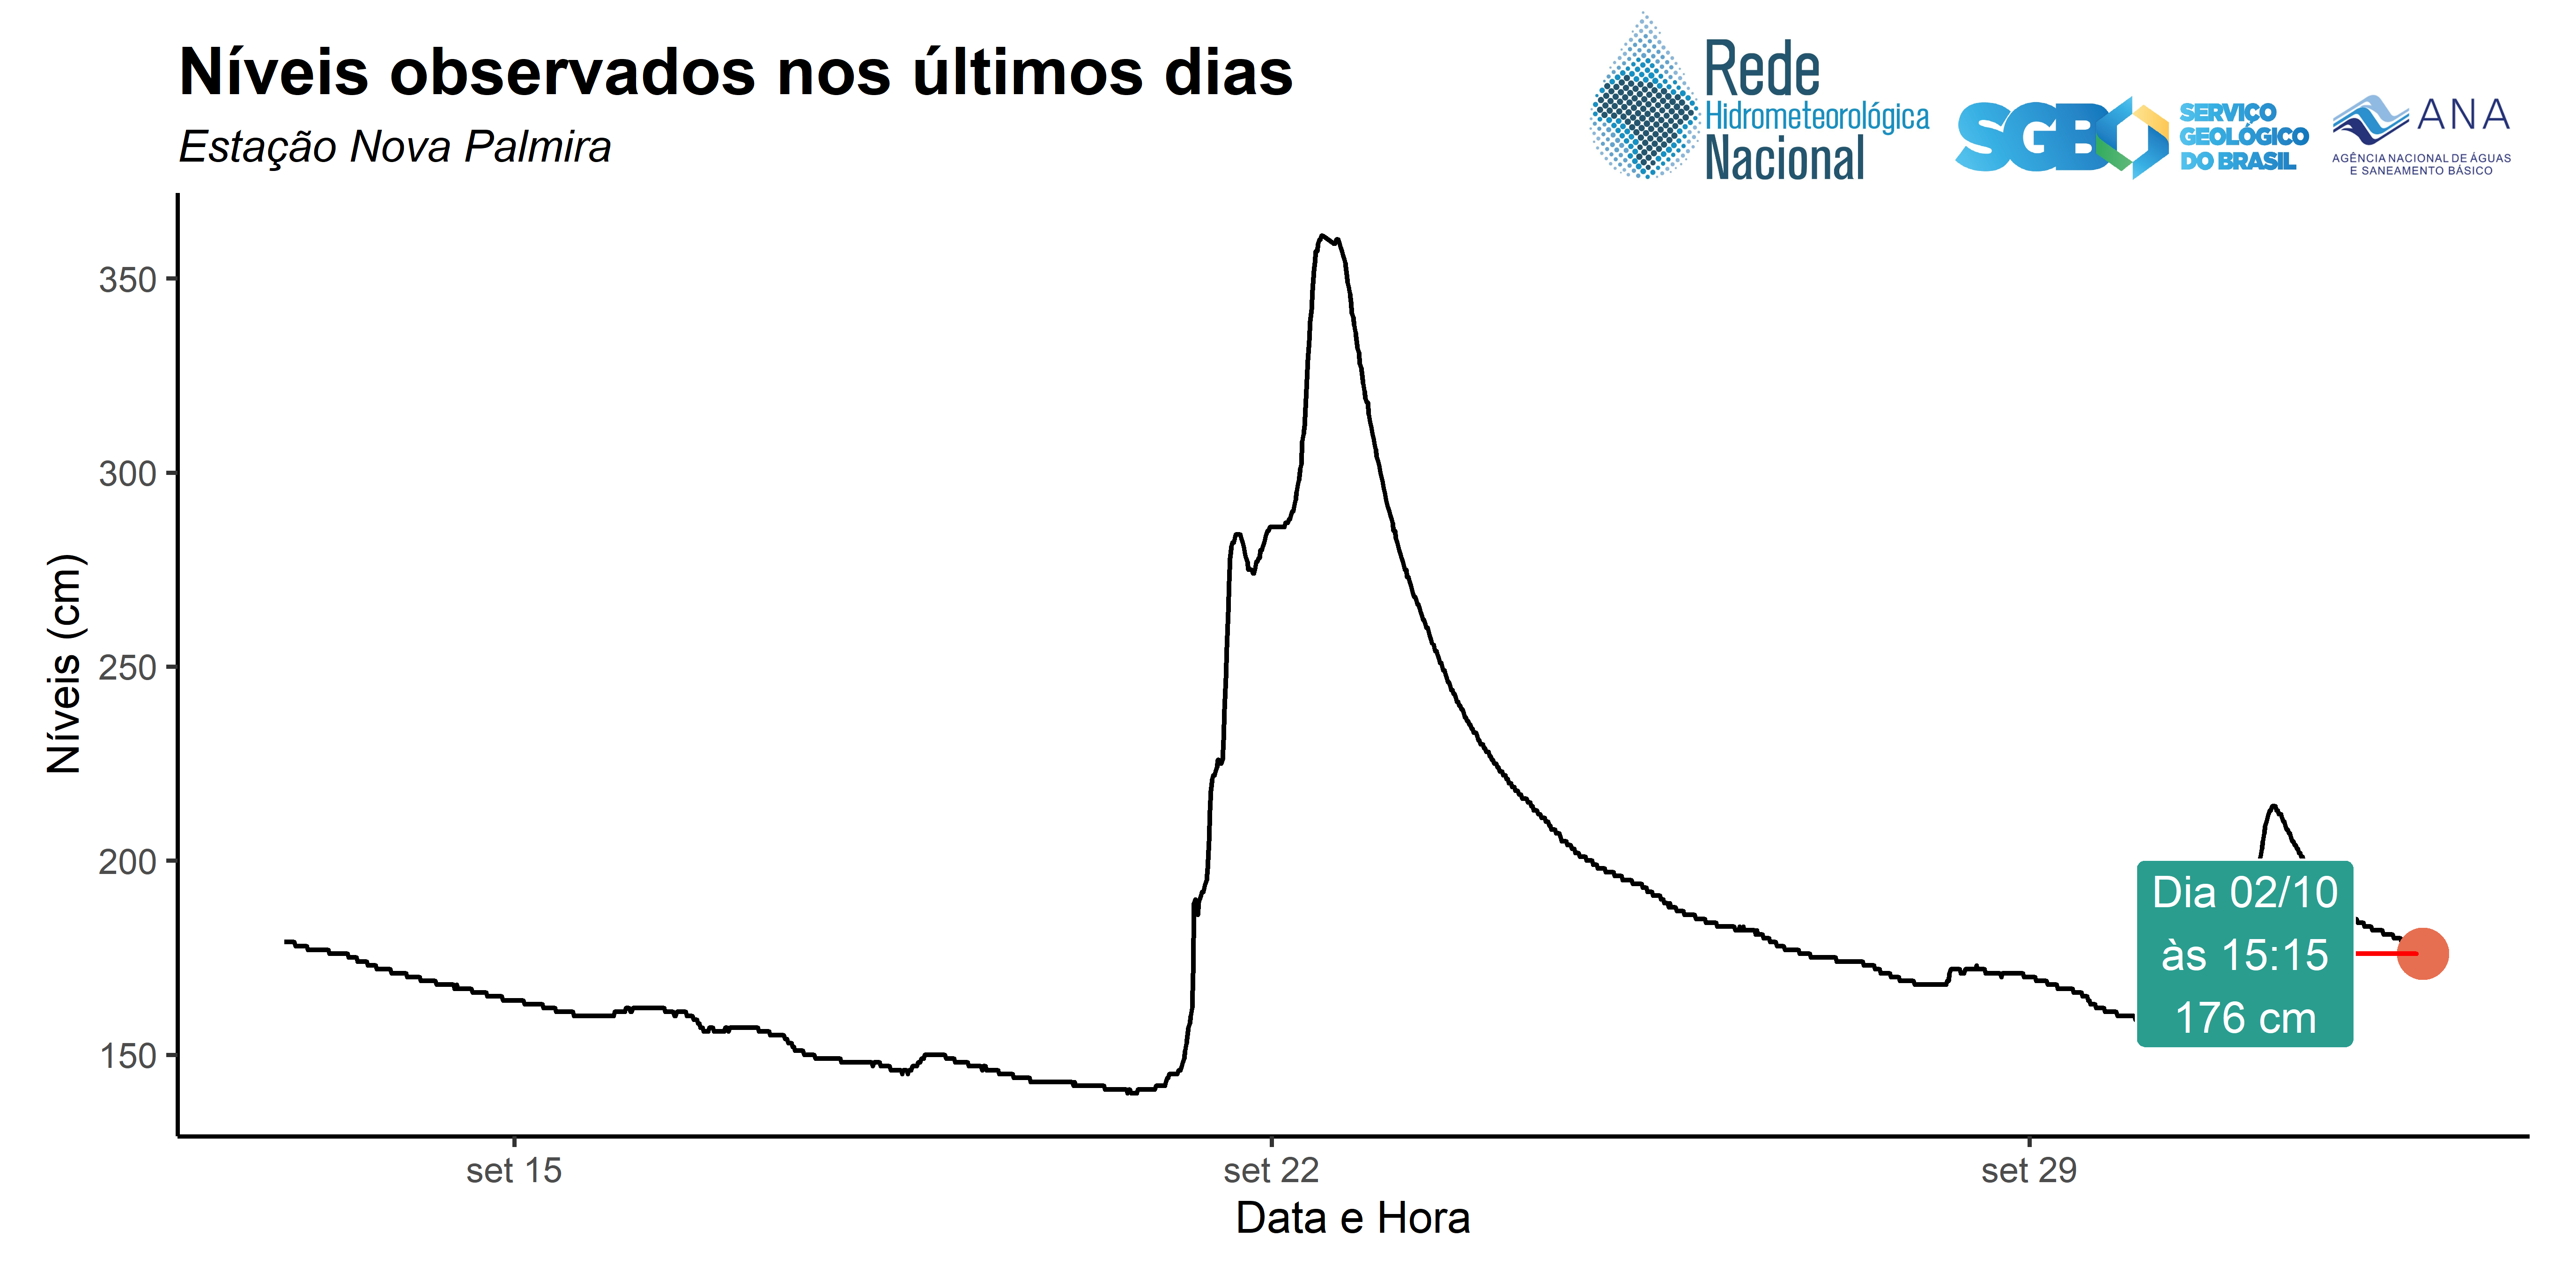 Níveis observados nos últimos dias
Estação Nova Palmira
Rede
Hidrometeorológica
Nacional
SGB
SERVIÇO
GEOLÓGICO
DO BRASIL
ANA
AGÊNCIA NACIONAL DE ÁGUAS
E SANEAMENTO BÁSICO
Níveis (cm)
350
300
250
200
150
Dia 02/10
às 15:15
176 cm
set 15
set 22
set 29
Data e Hora